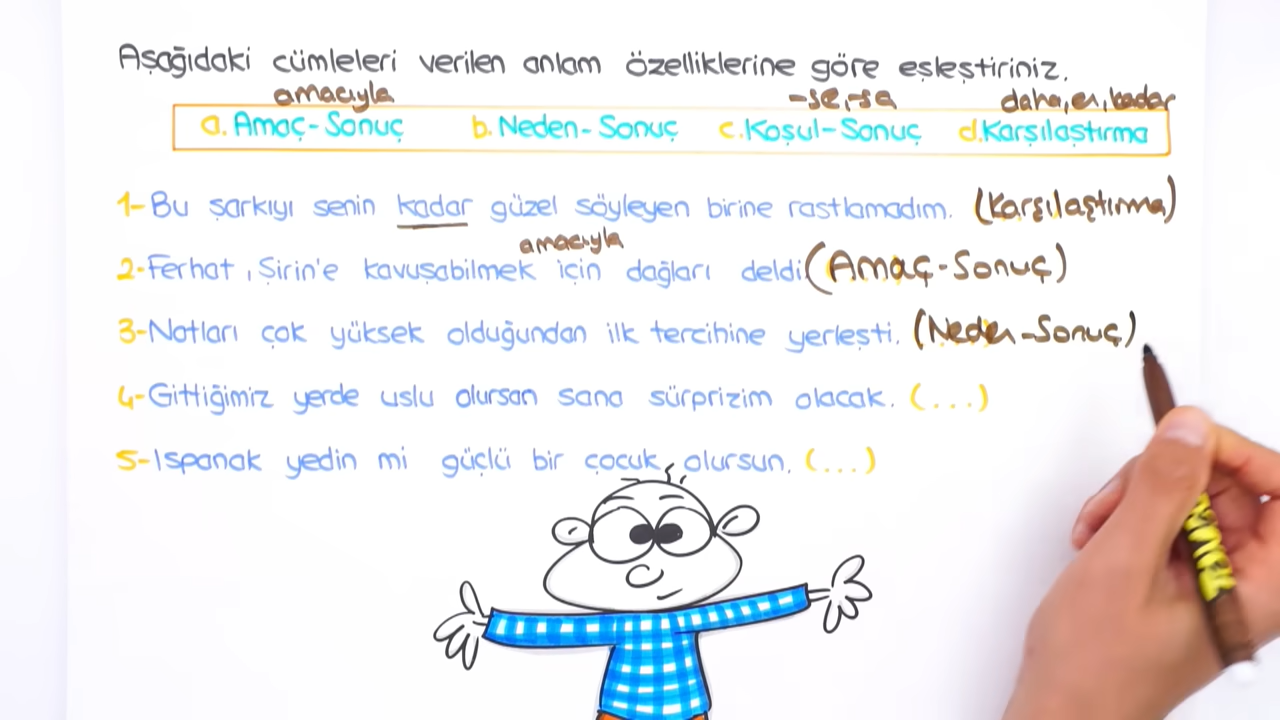 Aşağıdaki cümleleri verilen anlam özelliklerine göre eşleştiriniz.
amacıyla -se, -sa daha, en, kadar
a. Amaç-Sonuç b. Neden-Sonuç c. Koşul-Sonuç d. Karşılaştırma
1-Bu şarkıyı senin kadar güzel söyleyen birine rastlamadım. (Karşılaştırma)
amacıyla
2-Ferhat, Şirin'e kavuşabilmek için dağları deldi (Amaç-Sonuç)
3-Notları çok yüksek olduğundan ilk tercihine yerleşti. (Neden-Sonuç)
4-Gittiğimiz yerde uslu olursan sana sürprizim olacak. (...)
5-Ispanak yedin mi güçlü bir çocuk olursun. (...)